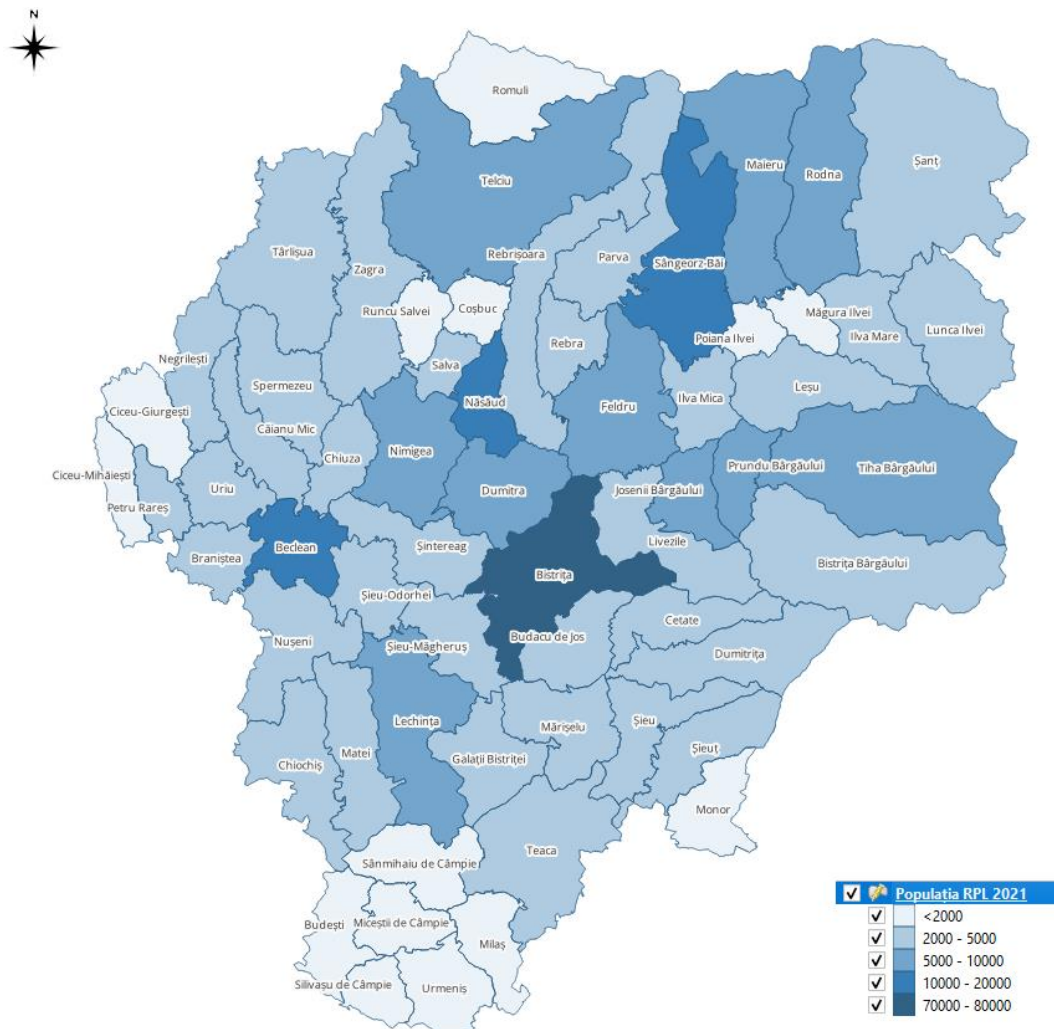 N
Romuli
Telciu
Maieru
Rodna
Șanț
Târlișua
Zagra
Rebrișoara
Parva
Sângeorz-Băi
Runcu Salvei
Coșbuc
Măgura Ilvei
Lunca Ilvei
Poiana Ilvei
Ilva Mare
Rebra
Salva
Negrilești
Spermezeu
Leșu
Ciceu-Giurgești
Năsăud
Feldru
Ilva Mica
Căianu Mic
Nimigea
Chiuza
Prundu Bârgăului
Tiha Bârgăului
Ciceu-Mihăiești
Uriu
Dumitra
Josenii Bârgăului
Petru Rareș
Beclean
Șintereag
Livezile
Braniștea
Bistrița
Bistrița Bârgăului
Șieu-Odorhei
Cetate
Nușeni
Șieu-Măgheruș
Budacu de Jos
Dumitrița
Lechința
Mărișelu
Șieu
Matei
Galații Bistriței
Șieuț
Chiochiș
Monor
Teaca
Sânmihaiu de Câmpie
Budești
Miceștii de Câmpie
Milaș
Silivașu de Câmpie
Urmeniș
Populația RPL 2021
<2000
2000 - 5000
5000 - 10000
10000 - 20000
70000 - 80000